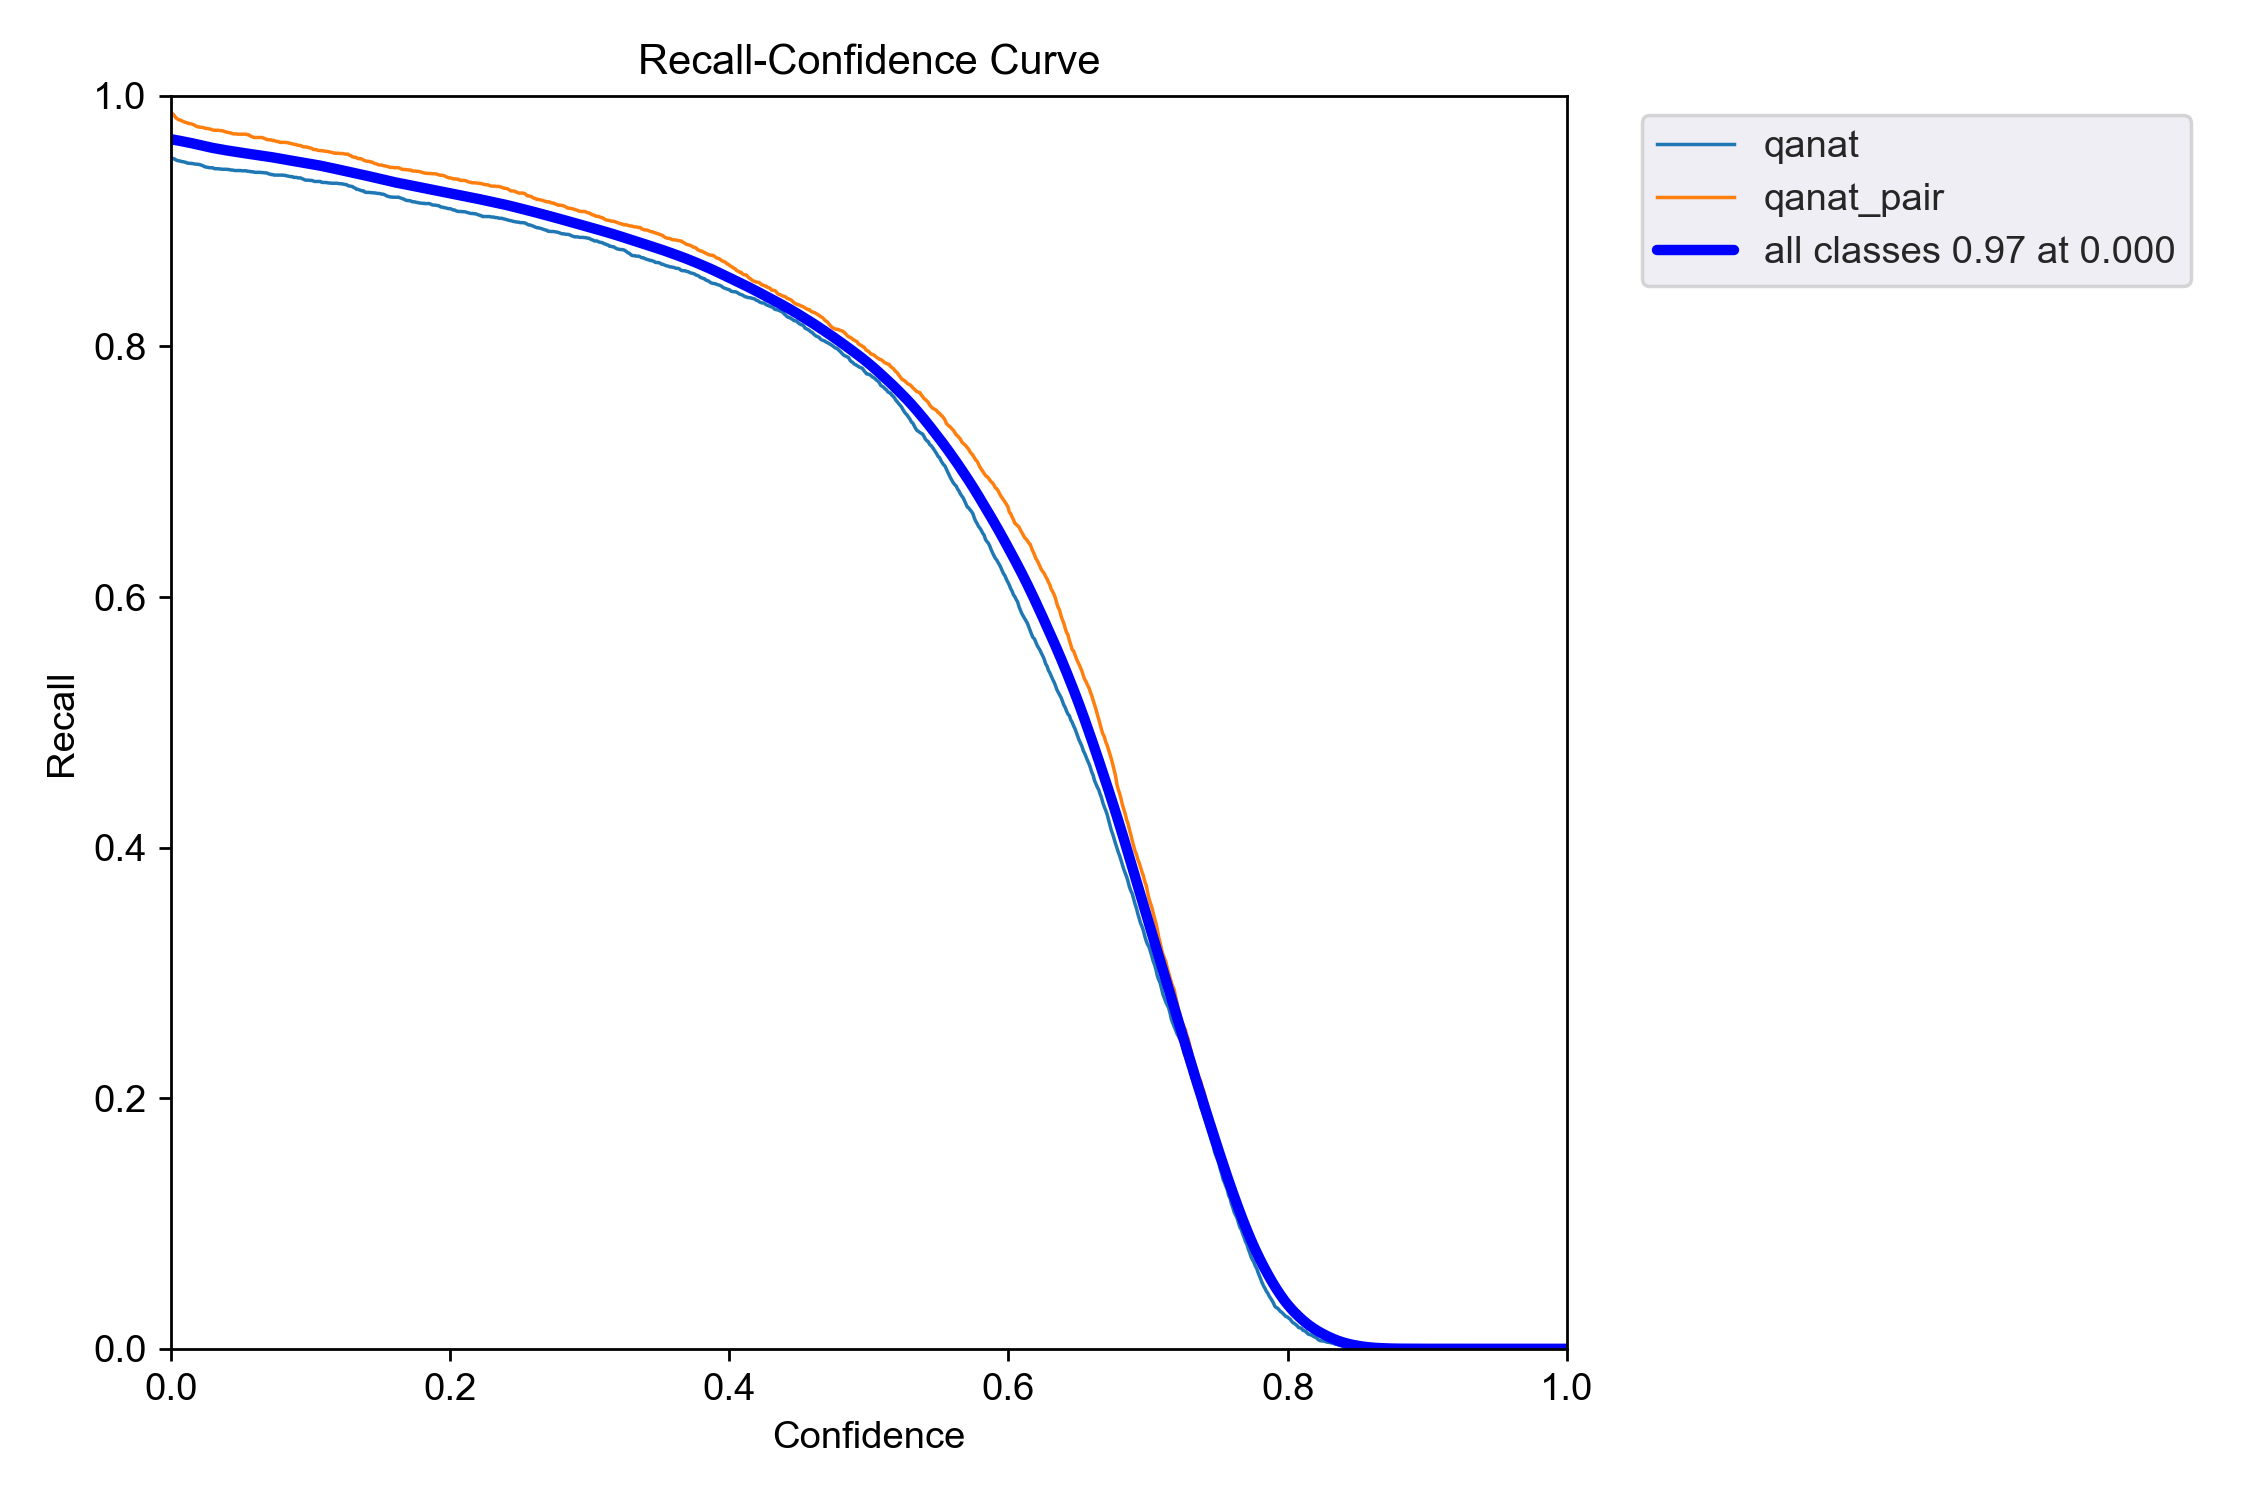 Recall-Confidence Curve
1.0
0.8
0.6
0.4
0.2
0.0
Recall
0.0 0.2 0.4 0.6 0.8 1.0
Confidence
qanat
qanat_pair
all classes 0.97 at 0.000